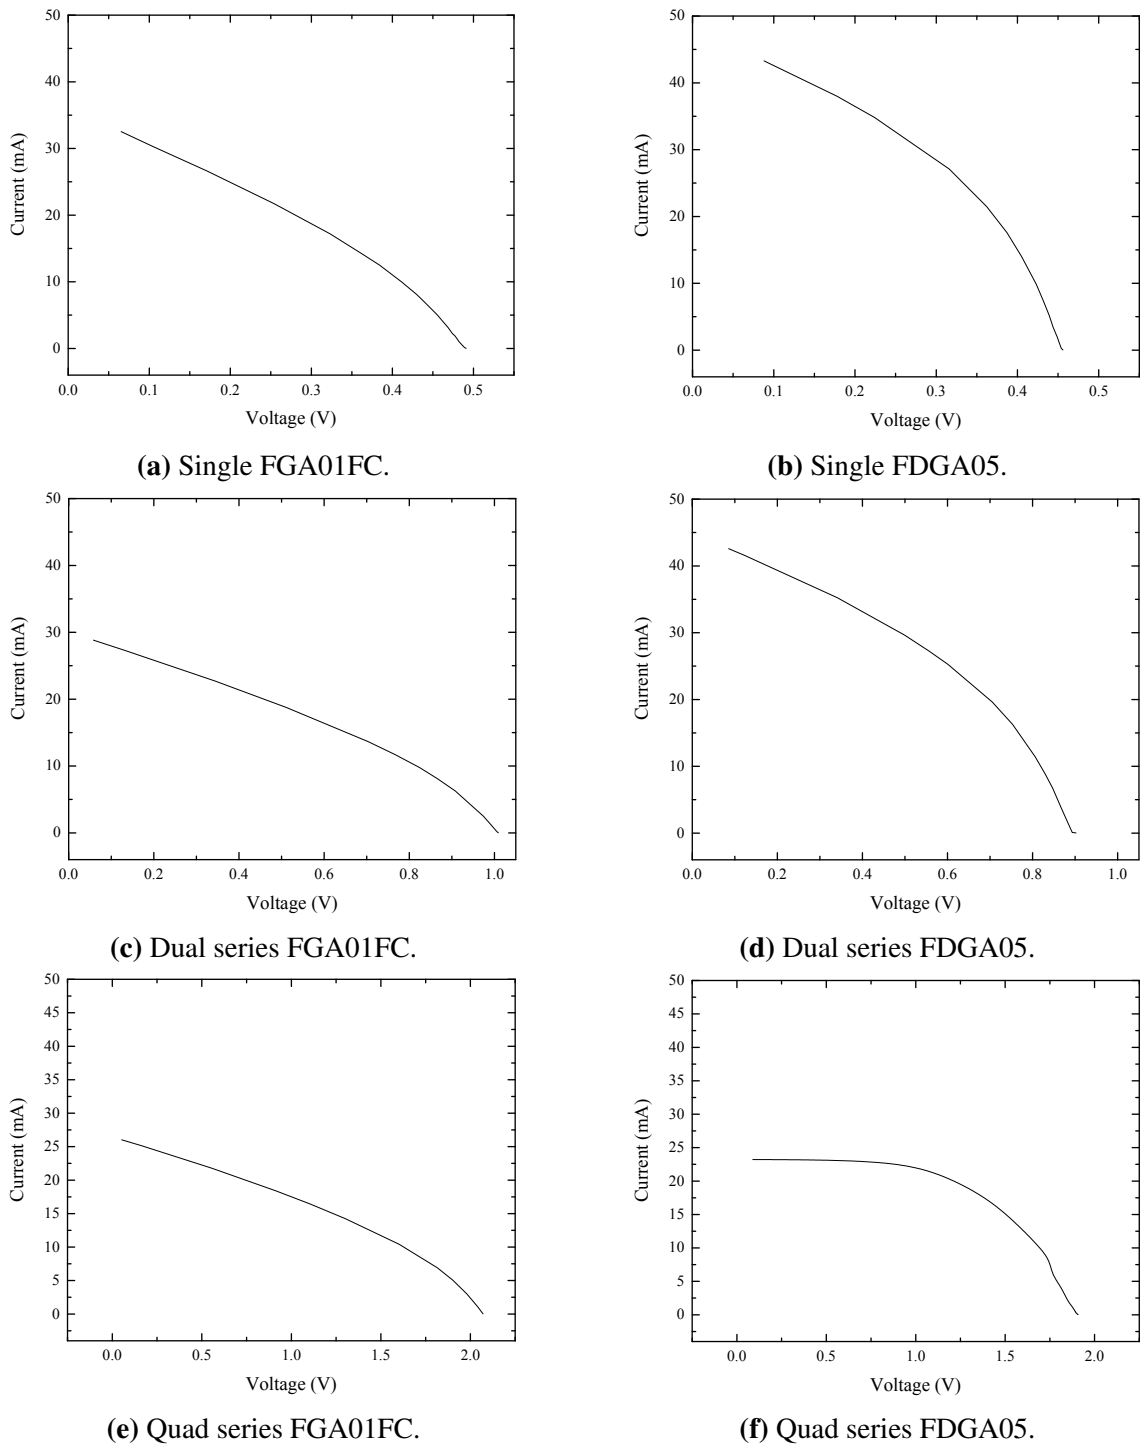 50
40
30
20
10
0
Current (mA)
0.0 0.1 0.2 0.3 0.4 0.5
Voltage (V)
(a) Single FGA01FC.
50
40
30
20
10
0
Current (mA)
0.0 0.1 0.2 0.3 0.4 0.5
Voltage (V)
(b) Single FDGA05.
50
40
30
20
10
0
Current (mA)
0.0 0.2 0.4 0.6 0.8 1.0
Voltage (V)
(c) Dual series FGA01FC.
50
40
30
20
10
0
Current (mA)
0.0 0.2 0.4 0.6 0.8 1.0
Voltage (V)
(d) Dual series FDGA05.
50
45
40
35
30
25
20
15
10
5
0
Current (mA)
0.0 0.5 1.0 1.5 2.0
Voltage (V)
(e) Quad series FGA01FC.
50
45
40
35
30
25
20
15
10
5
0
Current (mA)
0.0 0.5 1.0 1.5 2.0
Voltage (V)
(f) Quad series FDGA05.